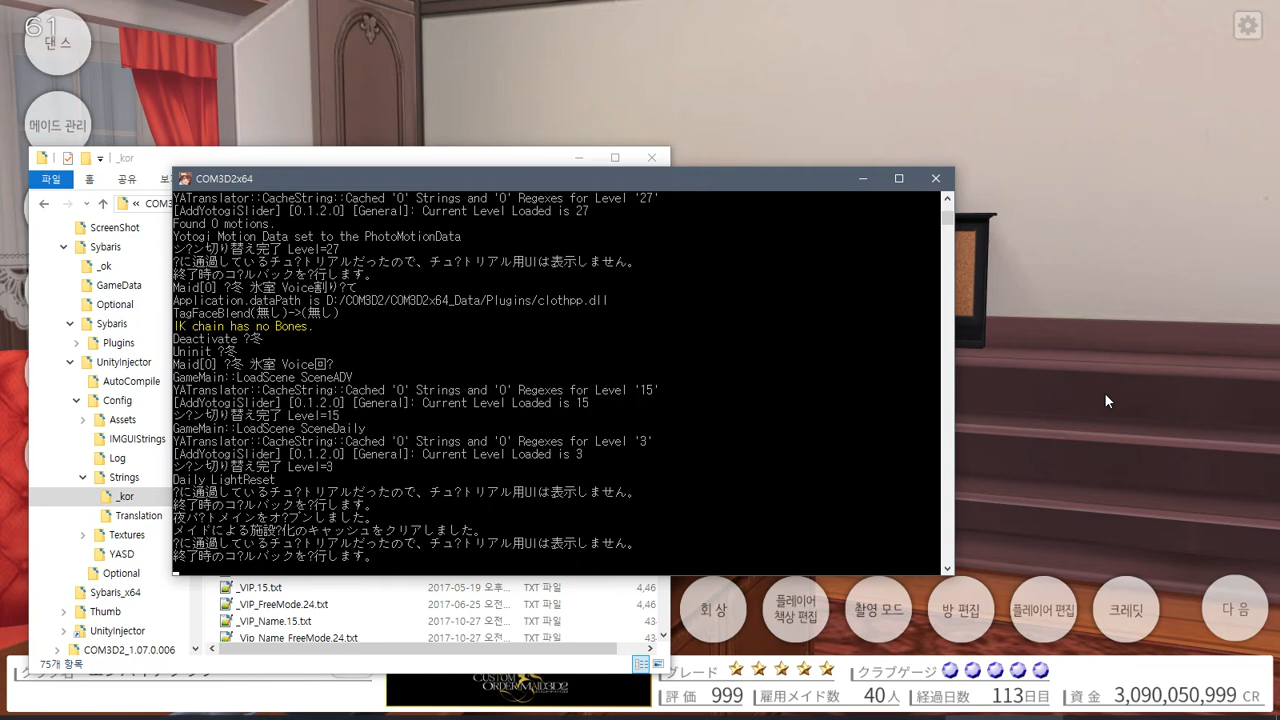 61
댄 스
메이드 관리
_kor
파일
홈
공유
COM3
ScreenShot
Sybaris
_ok
GameData
Optional
Sybaris
Plugins
UnityInjector
AutoCompile
Config
Assets
IMGUIStrings
Log
Strings
_kor
Translation
Textures
YASD
Optional
Sybaris_x64
Thumb
UnityInjector
COM3D2_1.07.0.006
75개 항목
COM3D2x64
YATranslator::CacheString::Cached '0' Strings and '0' Regexes for Level '27'
[AddYotogiSlider] [0.1.2.0] [General]: Current Level Loaded is 27
Found 0 motions.
Yotogi Motion Data set to the PhotoMotionData
シ?ン切り替え完了 Level=27
?に通過しているチュ?トリアルだったので、チュ?トリアル用UIは表示しません。
終了時のコ?ルバックを?行します。
Maid[0] ?冬 氷室 Voice割り?て
Application.dataPath is D:/COM3D2/COM3D2x64_Data/Plugins/clothpp.dll
TagFaceBlend(無し)->(無し)
IK chain has no Bones.
Deactivate ?冬
Uninit ?冬
Maid[0] ?冬 氷室 Voice回?
GameMain::LoadScene SceneADV
YATranslator::CacheString::Cached '0' Strings and '0' Regexes for Level '15'
[AddYotogiSlider] [0.1.2.0] [General]: Current Level Loaded is 15
シ?ン切り替え完了 Level=15
GameMain::LoadScene SceneDaily
YATranslator::CacheString::Cached '0' Strings and '0' Regexes for Level '3'
[AddYotogiSlider] [0.1.2.0] [General]: Current Level Loaded is 3
シ?ン切り替え完了 Level=3
Daily LightReset
?に通過しているチュ?トリアルだったので、チュ?トリアル用UIは表示しません。
終了時のコ?ルバックを?行します。
夜パ?トメインをオ?プンしました。
メイドによる施設?化のキャッシュをクリアしました。
?に通過しているチュ?トリアルだったので、チュ?トリアル用UIは表示しません。
終了時のコ?ルバックを?行します。
_VIP.15.txt 2017-05-19 오후... TXT 파일 4,46
_VIP_FreeMode.24.txt 2017-06-25 오전... TXT 파일 4,46
_VIP_Name.15.txt 2017-10-27 오전... TXT 파일 43
_Vip_Name_FreeMode.24.txt 2017-10-27 오전... TXT 파일 43
회 상
플레이어
책상 편집
촬영 모드
방 편집
플레이어 편집
크레딧
다 음
CUSTOM
ORDER MAID3D2
グレード
クラブゲージ
評 価 999
雇用メイド数 40人
経過日数 113日目
資 金 3,090,050,999 CR